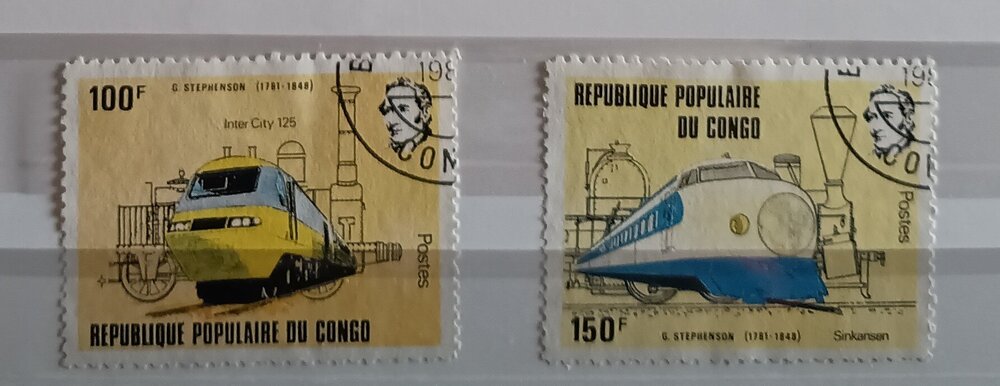 G. STEPHENSON (1781-1848)
100F
Inter City 125
Postes
REPUBLIQUE POPULAIRE DU CONGO
REPUBLIQUE POPULAIRE
DU CONGO
Postes
150F
G. STEPHENSON (1781-1848)
Sinkansen